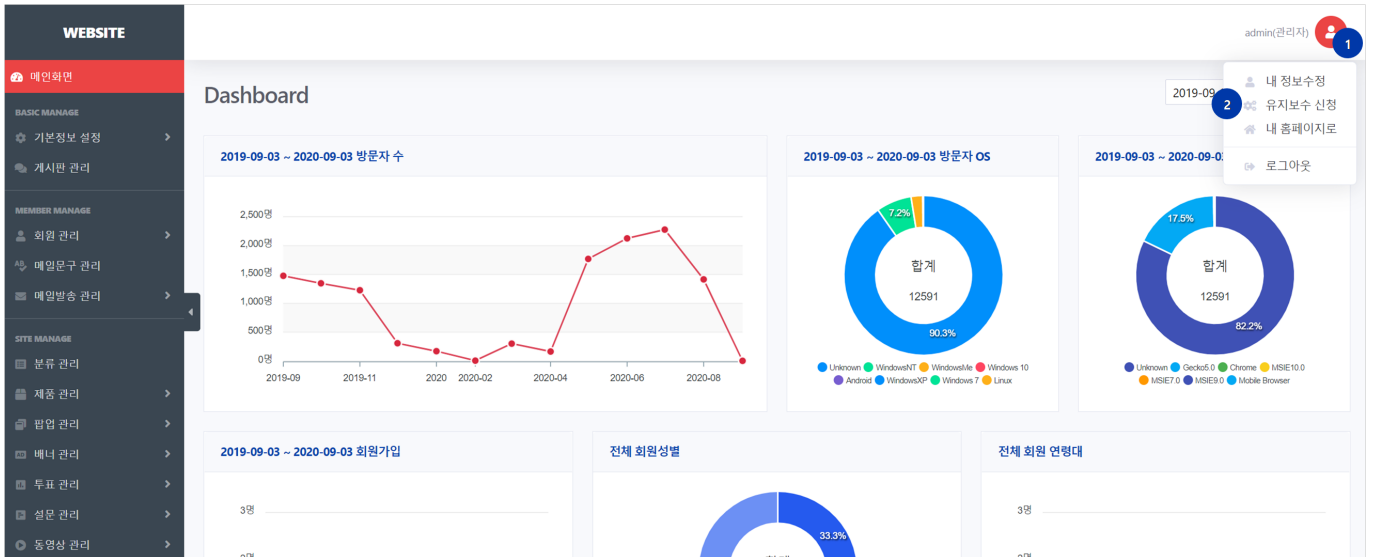 WEBSITE
admin(관리자)
1
메인화면
내 정보수정
2
유지보수 신청
내 홈페이지로
로그아웃
Dashboard
2019-09
BASIC MANAGE
기본정보 설정
게시판 관리
MEMBER MANAGE
회원 관리
메일문구 관리
메일발송 관리
SITE MANAGE
분류 관리
제품 관리
팝업 관리
배너 관리
투표 관리
설문 관리
동영상 관리
2019-09-03 ~ 2020-09-03 방문자 수
2,500명
2,000명
1,500명
1,000명
500명
0명
2019-09 2019-11 2020 2020-02 2020-04 2020-06 2020-08
2019-09-03 ~ 2020-09-03 방문자 OS
7.2%
합계
12591
90.3%
Unknown WindowsNT WindowsMe Windows 10
Android WindowsXP Windows 7 Linux
2019-09-03 ~ 2020-09-0
17.5%
합계
12591
82.2%
Unknown Gecko5.0 Chrome MSIE10.0
MSIE7.0 MSIE9.0 Mobile Browser
2019-09-03 ~ 2020-09-03 회원가입
3명
전체 회원성별
33.3%
전체 회원 연령대
3명